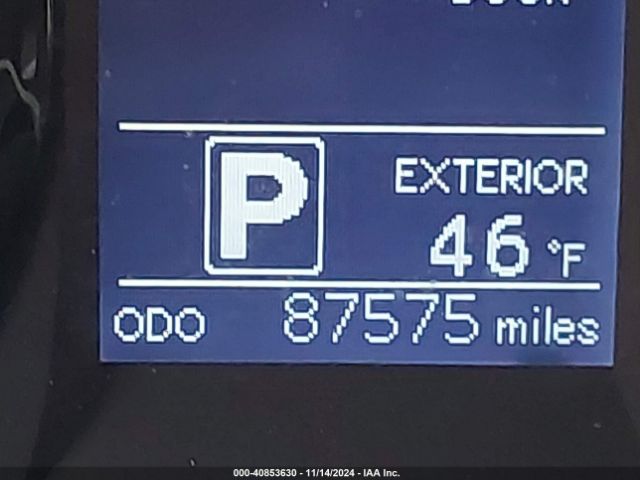 P
EXTERIOR
46 °F
ODO 87575 miles
000-40853630 - 11/14/2024 - IAA Inc.